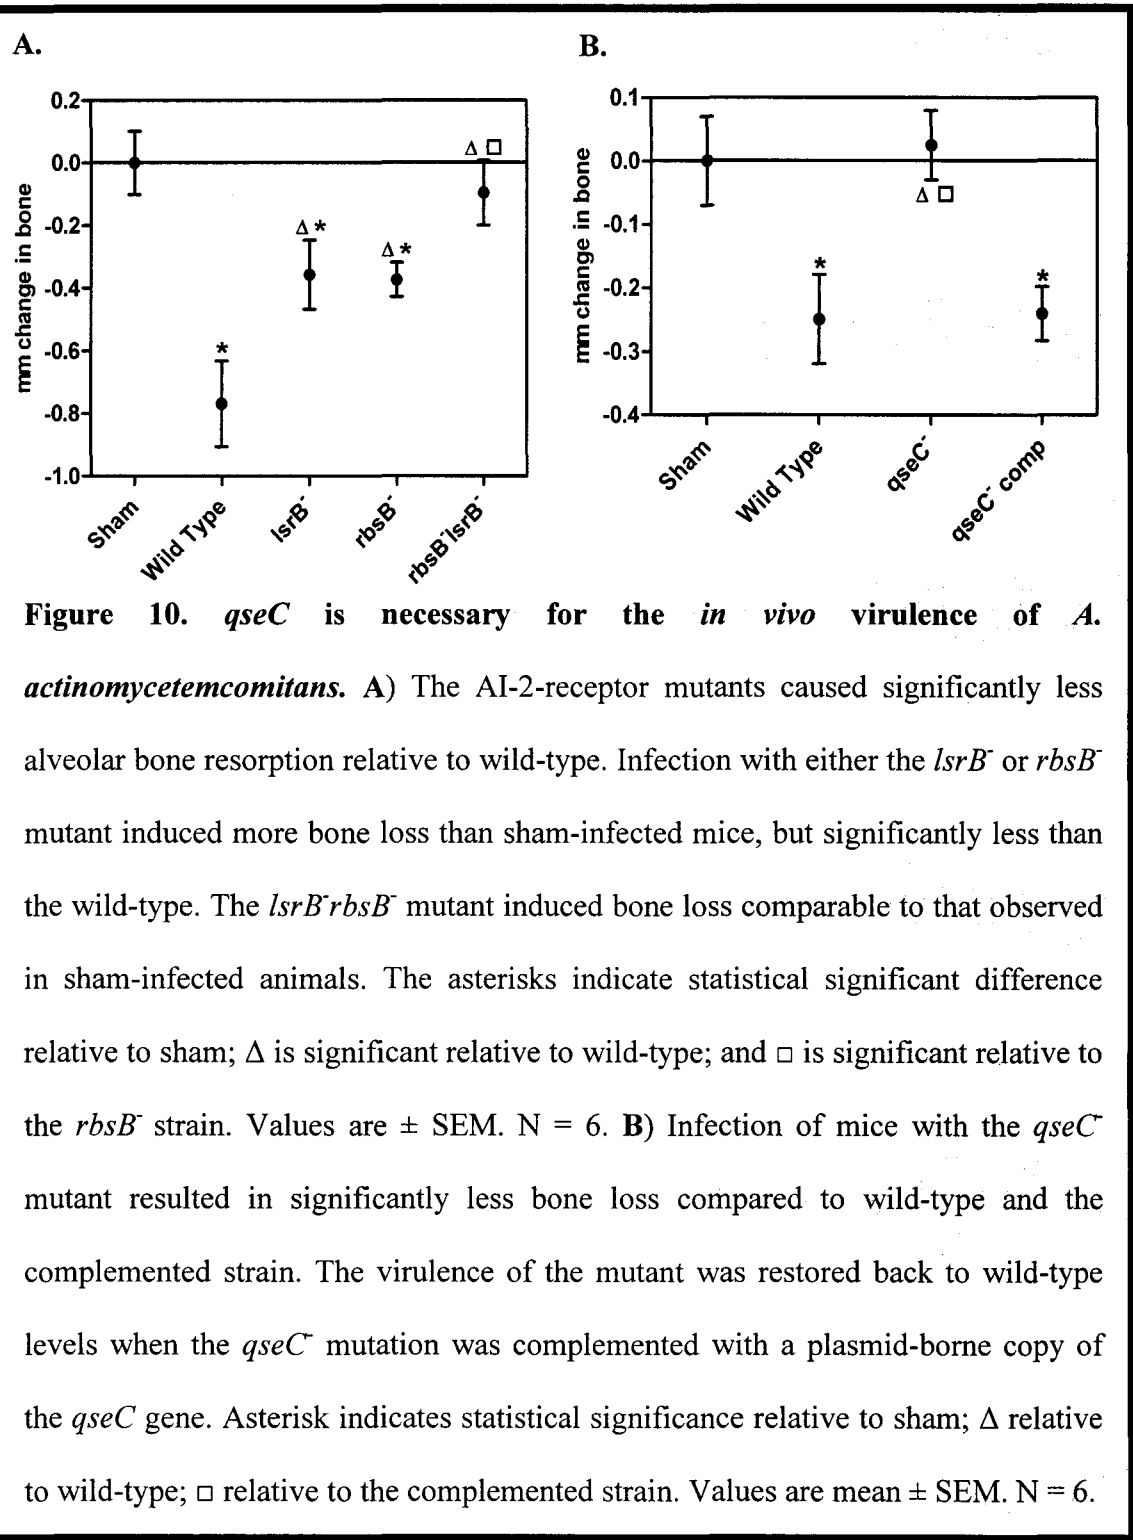 A.
B.
0.2
0.0
-0.2
-0.4
-0.6
-0.8
-1.0
mm change in bone
*
Δ *
Δ *
Δ □
Sham
Wild Type
lsrB⁻
rbsB⁻
rbsB⁻lsrB⁻
0.1
0.0
-0.1
-0.2
-0.3
-0.4
mm change in bone
*
Δ □
*
Sham
Wild Type
qseC⁻
qseC⁻ comp
Figure 10. qseC is necessary for the in vivo virulence of A.
actinomycetemcomitans. A) The AI-2-receptor mutants caused significantly less
alveolar bone resorption relative to wild-type. Infection with either the lsrB⁻ or rbsB⁻
mutant induced more bone loss than sham-infected mice, but significantly less than
the wild-type. The lsrB⁻rbsB⁻ mutant induced bone loss comparable to that observed
in sham-infected animals. The asterisks indicate statistical significant difference
relative to sham; Δ is significant relative to wild-type; and □ is significant relative to
the rbsB⁻ strain. Values are ± SEM. N = 6. B) Infection of mice with the qseC⁻
mutant resulted in significantly less bone loss compared to wild-type and the
complemented strain. The virulence of the mutant was restored back to wild-type
levels when the qseC⁻ mutation was complemented with a plasmid-borne copy of
the qseC gene. Asterisk indicates statistical significance relative to sham; Δ relative
to wild-type; □ relative to the complemented strain. Values are mean ± SEM. N = 6.